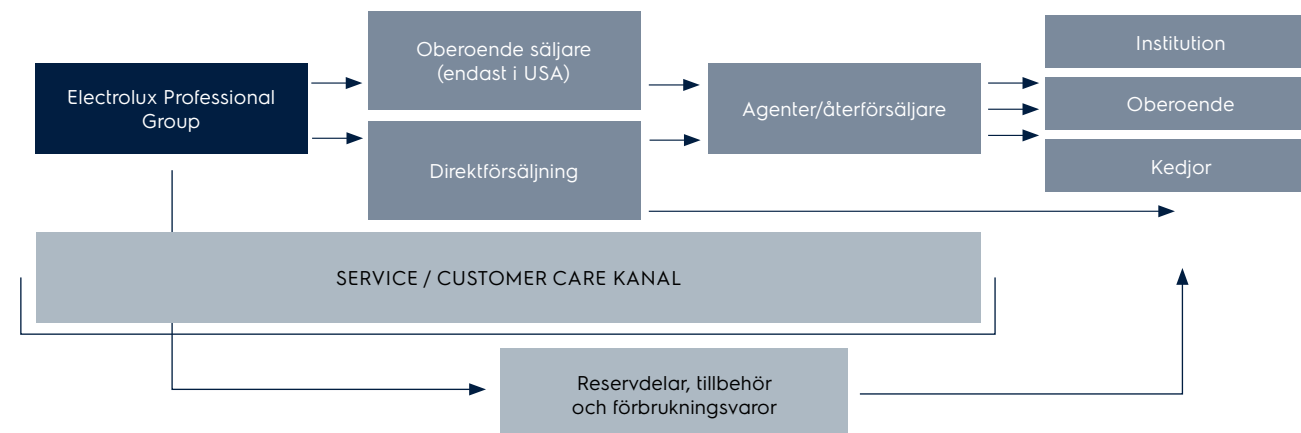 Electrolux Professional
Group
Oberoende säljare
(endast i USA)
Direktförsäljning
Agenter/återförsäljare
Institution
Oberoende
Kedjor
SERVICE / CUSTOMER CARE KANAL
Reservdelar, tillbehör
och förbrukningsvaror